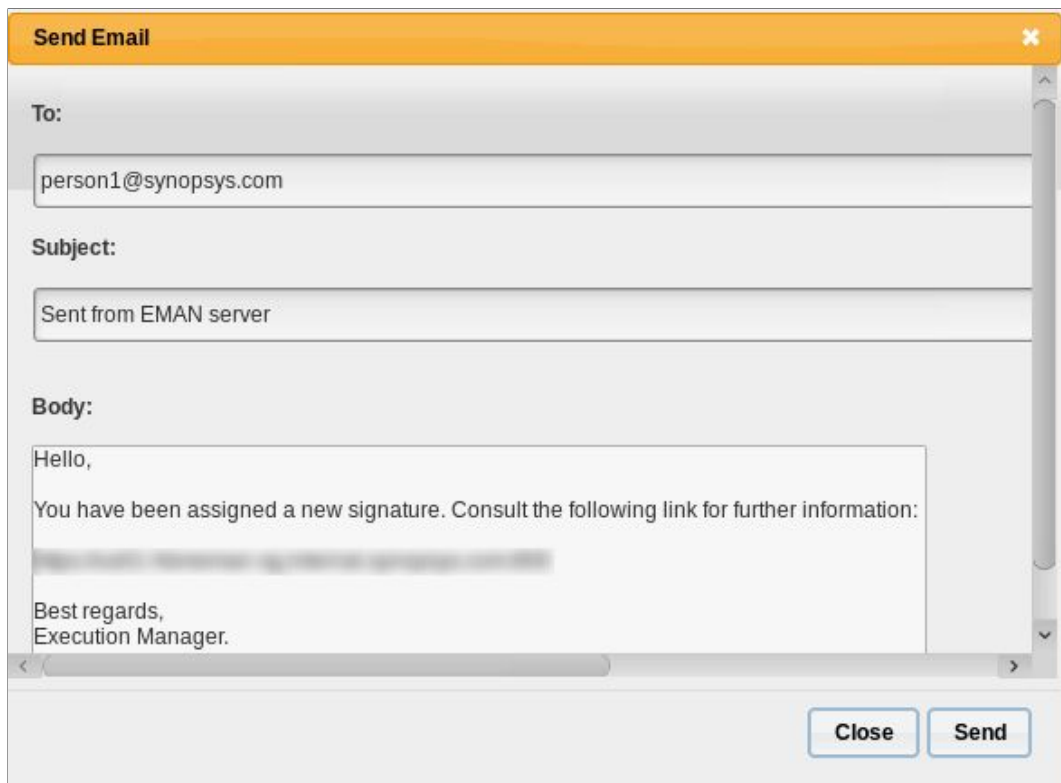 Send Email
To:
person1@synopsys.com
Subject:
Sent from EMAN server
Body:
Hello,
You have been assigned a new signature. Consult the following link for further information:
Best regards,
Execution Manager.
Close Send